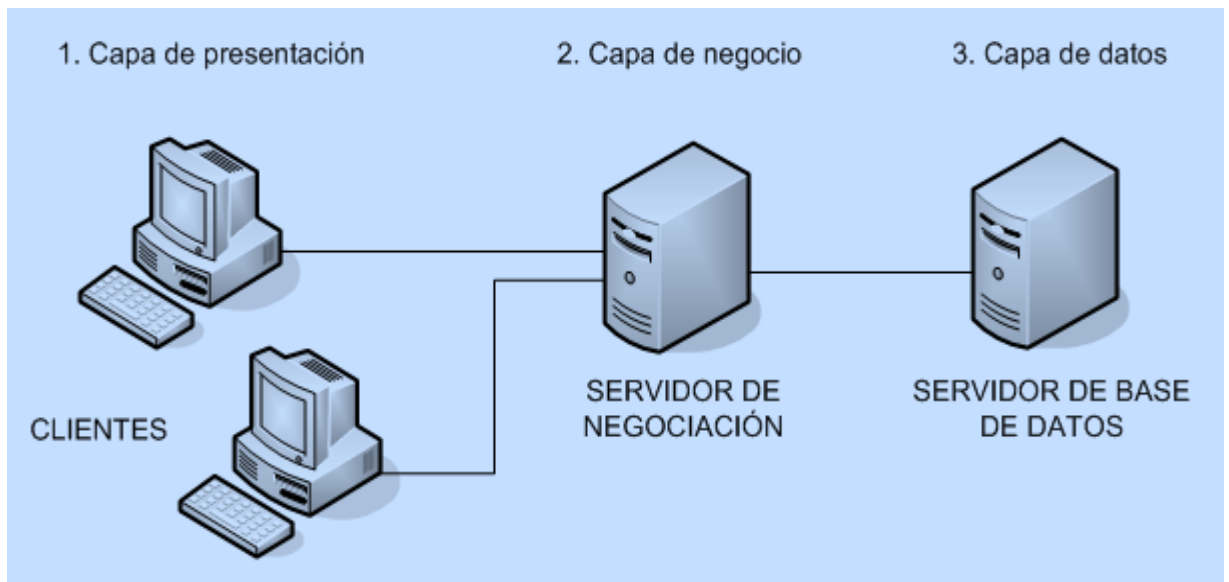 1. Capa de presentación
2. Capa de negocio
3. Capa de datos
CLIENTES
SERVIDOR DE
NEGOCIACIÓN
SERVIDOR DE BASE
DE DATOS